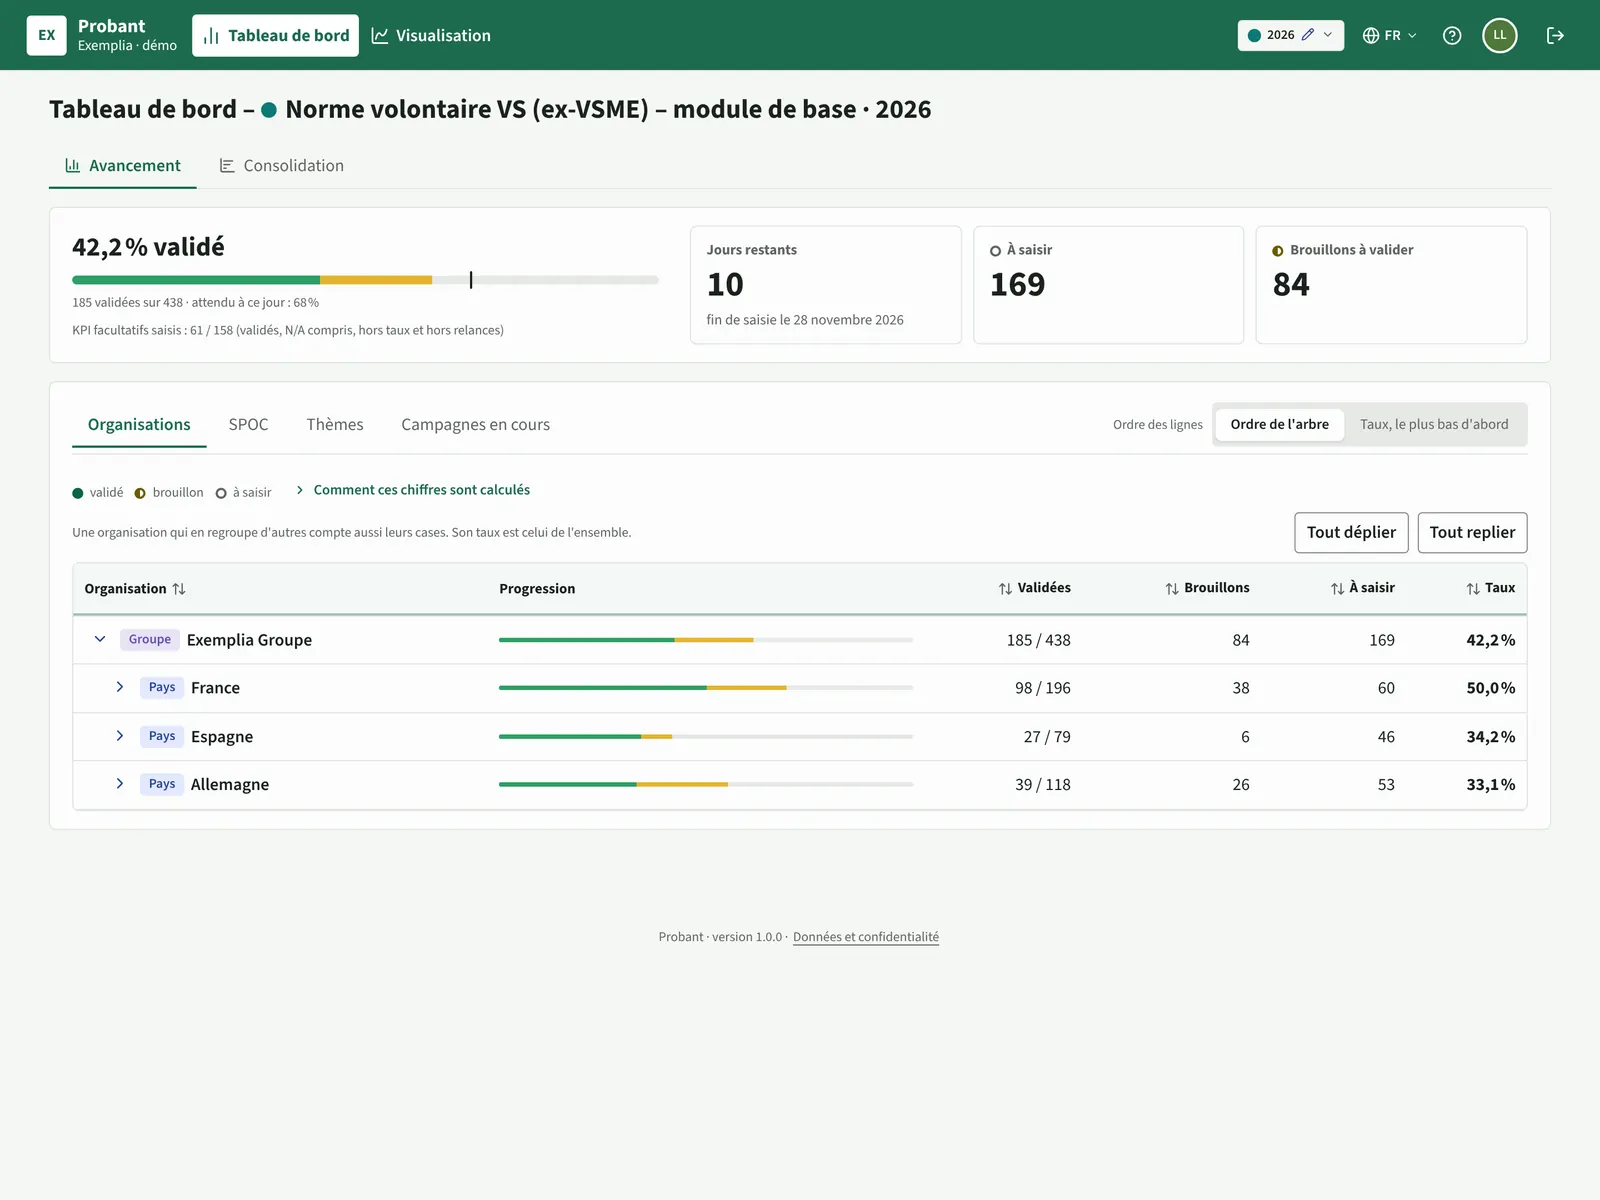 EX
Probant
Exemplia · démo
Tableau de bord
Visualisation
2026
FR
LL
Tableau de bord – Norme volontaire VS (ex-VSME) – module de base · 2026
Avancement
Consolidation
42,2 % validé
185 validées sur 438 · attendu à ce jour : 68 %
KPI facultatifs saisis : 61 / 158 (validés, N/A compris, hors taux et hors relances)
Jours restants
10
fin de saisie le 28 novembre 2026
À saisir
169
Brouillons à valider
84
Organisations
SPOC
Thèmes
Campagnes en cours
Ordre des lignes
Ordre de l'arbre
Taux, le plus bas d'abord
validé
brouillon
à saisir
Comment ces chiffres sont calculés
Une organisation qui en regroupe d'autres compte aussi leurs cases. Son taux est celui de l'ensemble.
Tout déplier
Tout replier
Organisation Progression Validées Brouillons À saisir Taux
Groupe Exemplia Groupe 185 / 438 84 169 42,2 %
Pays France 98 / 196 38 60 50,0 %
Pays Espagne 27 / 79 6 46 34,2 %
Pays Allemagne 39 / 118 26 53 33,1 %
Probant · version 1.0.0 · Données et confidentialité